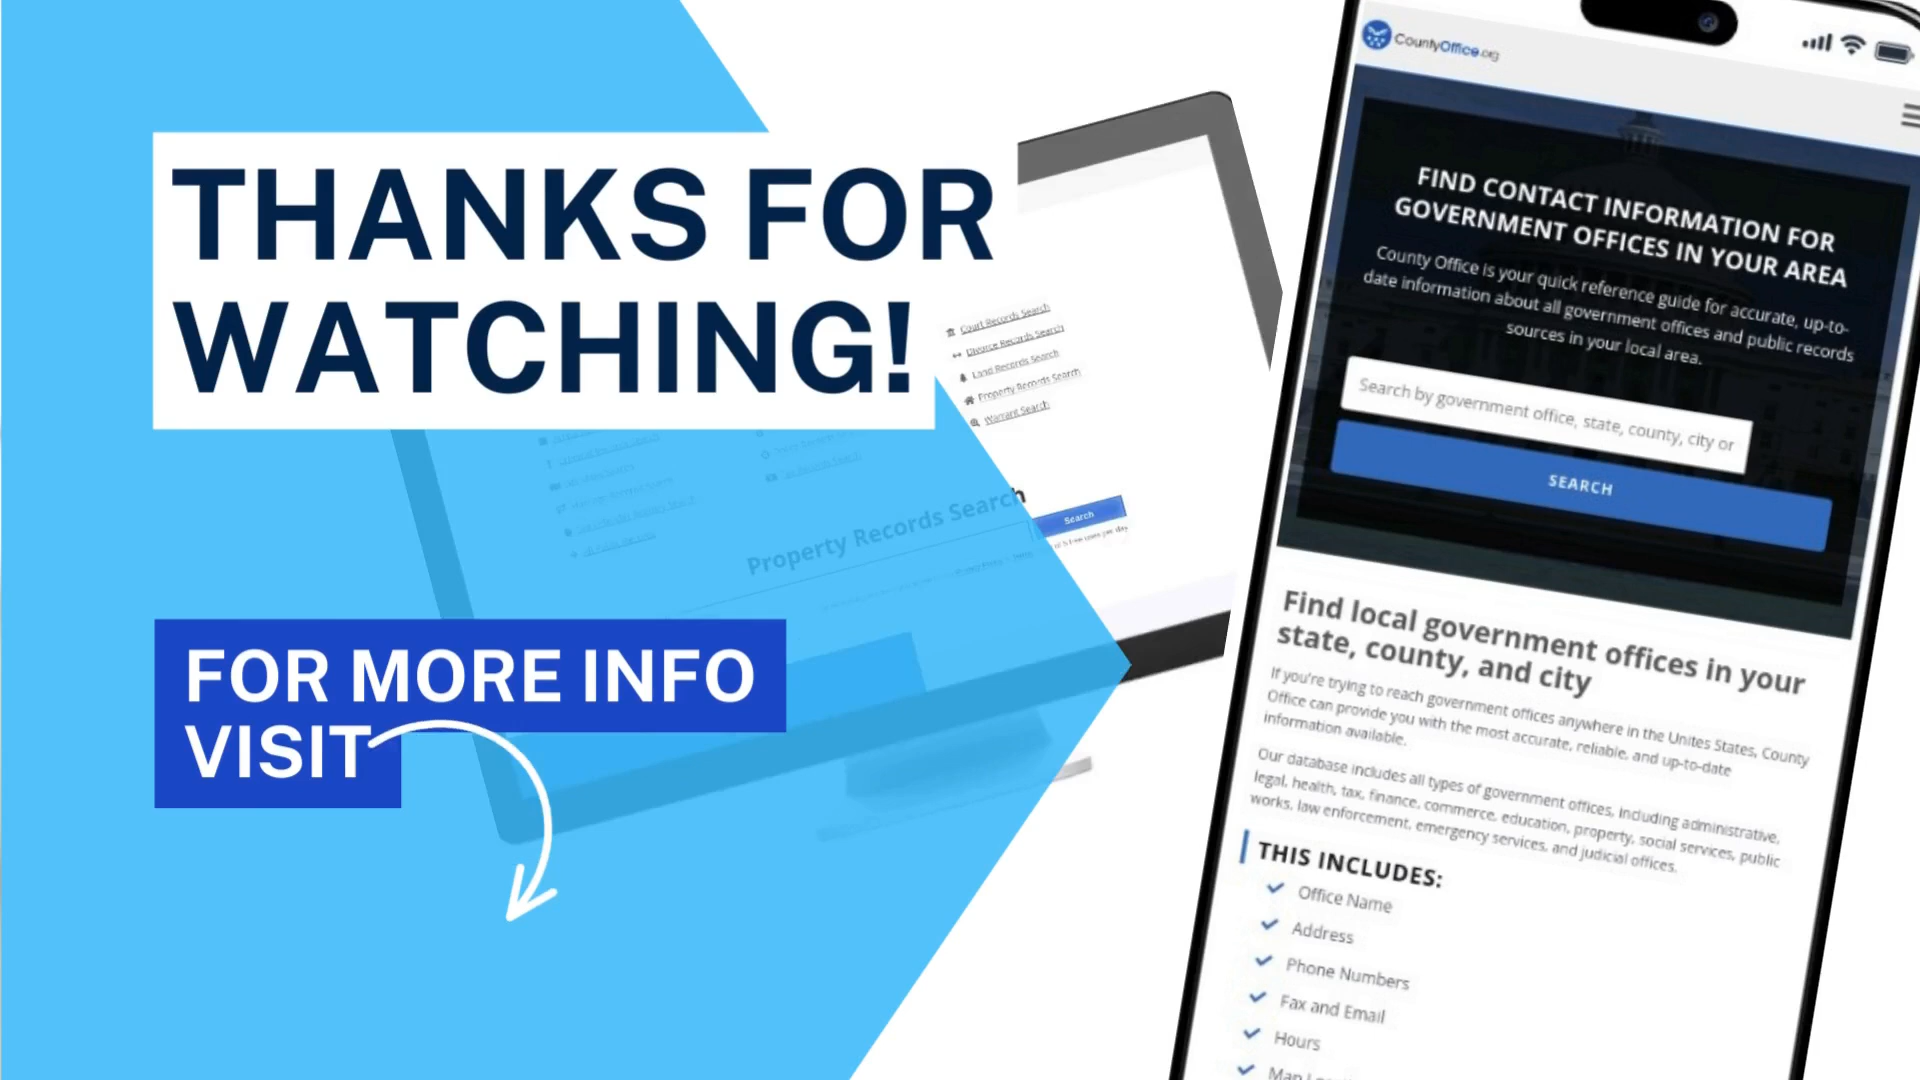 THANKS FOR
WATCHING!
FOR MORE INFO
VISIT
Court Records Search
Divorce Records Search
Land Records Search
Property Records Search
Warrant Search
Property Records Search
Search
CountyOffice.org
FIND CONTACT INFORMATION FOR
GOVERNMENT OFFICES IN YOUR AREA
County Office is your quick reference guide for accurate, up-to-
date information about all government offices and public records
sources in your local area.
Search by government office, state, county, city or
SEARCH
Find local government offices in your
state, county, and city
If you're trying to reach government offices anywhere in the Unites States, County
Office can provide you with the most accurate, reliable, and up-to-date
information available.
Our database includes all types of government offices, including administrative,
legal, health, tax, finance, commerce, education, property, social services, public
works, law enforcement, emergency services, and judicial offices.
THIS INCLUDES:
Office Name
Address
Phone Numbers
Fax and Email
Hours
Map